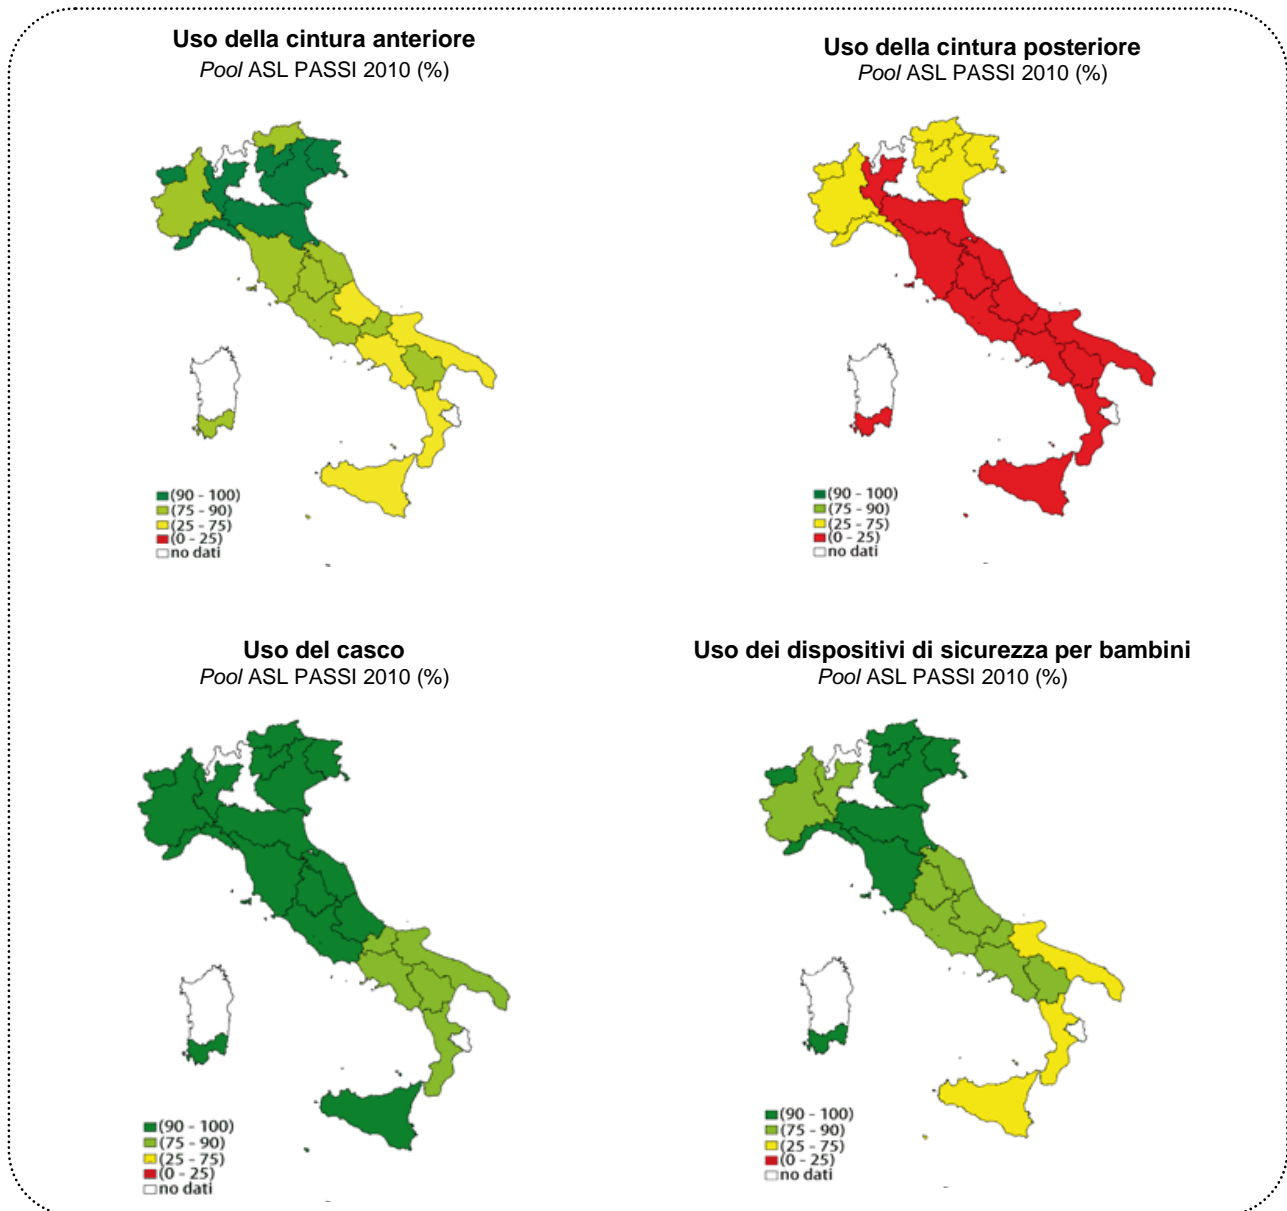 Uso della cintura anteriore
Pool ASL PASSI 2010 (%)
(90 - 100)
(75 - 90)
(25 - 75)
(0 - 25)
no dati
Uso della cintura posteriore
Pool ASL PASSI 2010 (%)
(90 - 100)
(75 - 90)
(25 - 75)
(0 - 25)
no dati
Uso del casco
Pool ASL PASSI 2010 (%)
(90 - 100)
(75 - 90)
(25 - 75)
(0 - 25)
no dati
Uso dei dispositivi di sicurezza per bambini
Pool ASL PASSI 2010 (%)
(90 - 100)
(75 - 90)
(25 - 75)
(0 - 25)
no dati